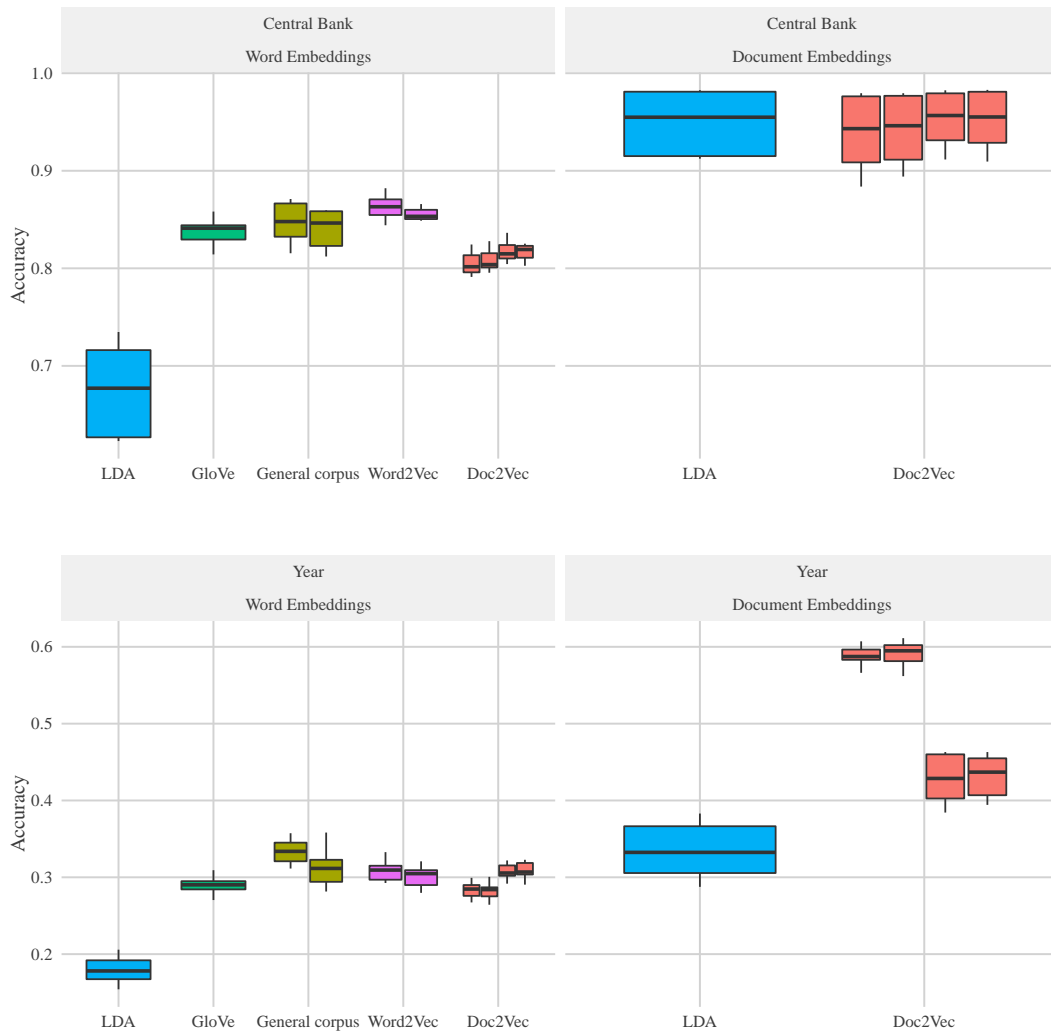 Central Bank
Word Embeddings
Central Bank
Document Embeddings
1.0
0.9
0.8
0.7
Accuracy
LDA GloVe General corpus Word2Vec Doc2Vec
LDA Doc2Vec
Year
Word Embeddings
Year
Document Embeddings
0.6
0.5
0.4
0.3
0.2
Accuracy
LDA GloVe General corpus Word2Vec Doc2Vec
LDA Doc2Vec